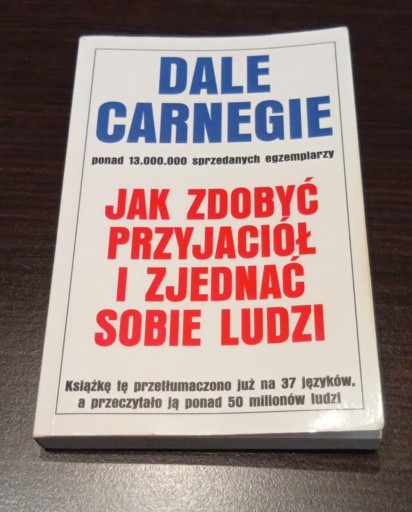 DALE
CARNEGIE
ponad 13.000.000 sprzedanych egzemplarzy
JAK ZDOBYĆ
PRZYJACIÓŁ
I ZJEDNAĆ
SOBIE LUDZI
Książkę tę przetłumaczono już na 37 języków,
a przeczytało ją ponad 50 milionów ludzi